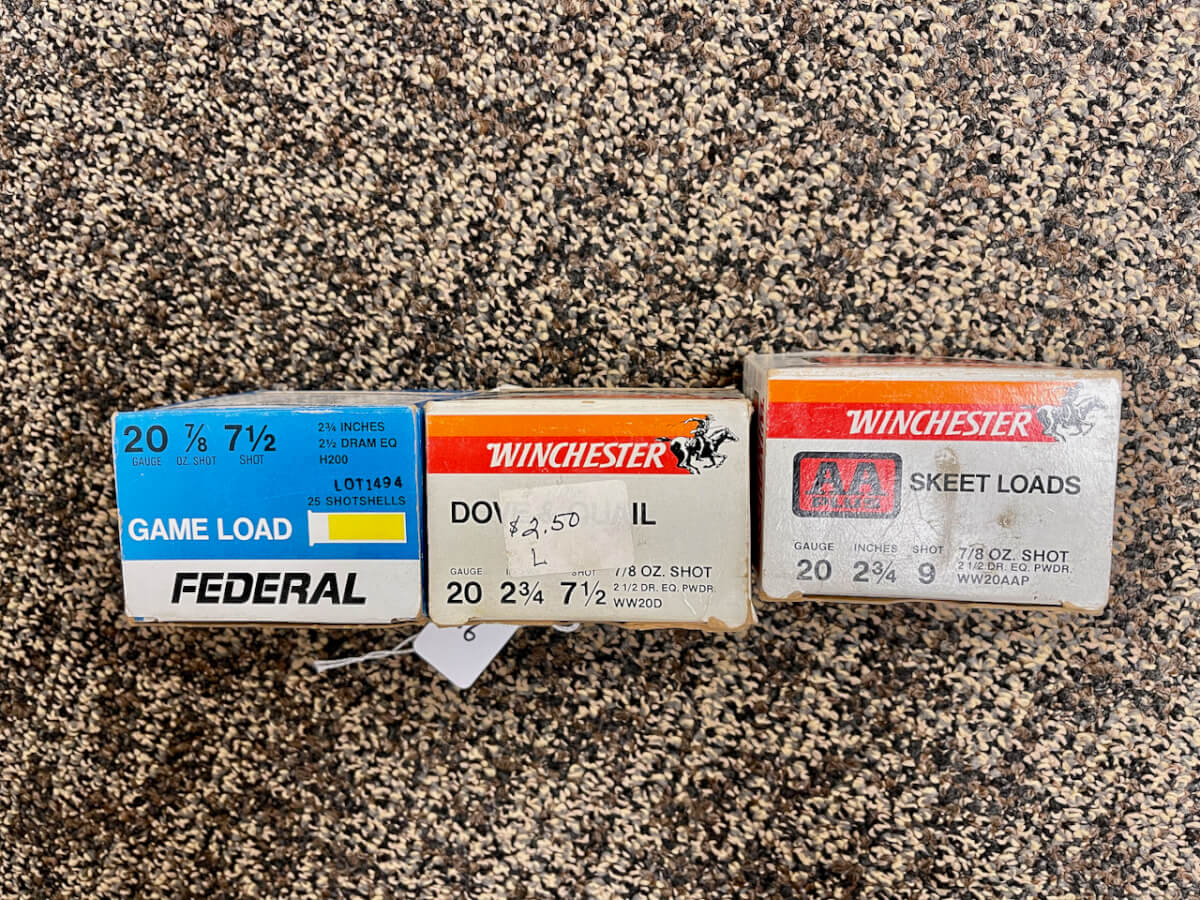 20 7/8 7½
GAUGE OZ. SHOT SHOT
2¾ INCHES
2½ DRAM EQ
H200
LOT1494
25 SHOTSHELLS
GAME LOAD
FEDERAL
WINCHESTER
$2.50
L
GAUGE
20 2¾ 7½
7/8 OZ. SHOT
2 1/2 DR. EQ. PWDR.
WW20D
6
WINCHESTER
AA
SKEET LOADS
GAUGE INCHES SHOT
20 2¾ 9
7/8 OZ. SHOT
2 1/2 DR. EQ. PWDR.
WW20AAP